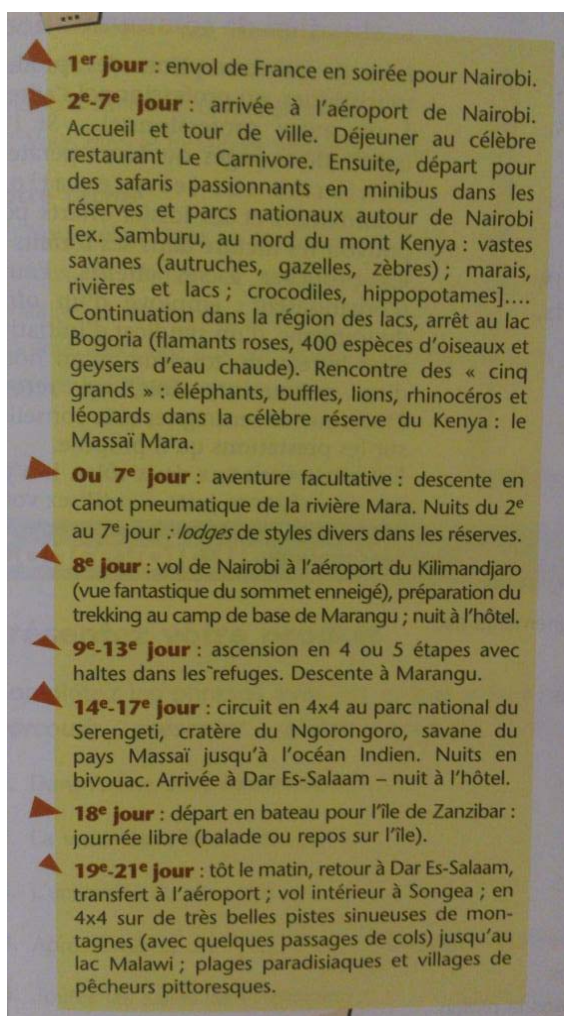 ...
1er jour : envol de France en soirée pour Nairobi.
2e-7e jour : arrivée à l'aéroport de Nairobi.
Accueil et tour de ville. Déjeuner au célèbre
restaurant Le Carnivore. Ensuite, départ pour
des safaris passionnants en minibus dans les
réserves et parcs nationaux autour de Nairobi
[ex. Samburu, au nord du mont Kenya : vastes
savanes (autruches, gazelles, zèbres) ; marais,
rivières et lacs ; crocodiles, hippopotames]....
Continuation dans la région des lacs, arrêt au lac
Bogoria (flamants roses, 400 espèces d'oiseaux et
geysers d'eau chaude). Rencontre des « cinq
grands » : éléphants, buffles, lions, rhinocéros et
léopards dans la célèbre réserve du Kenya : le
Massaï Mara.
Ou 7e jour : aventure facultative : descente en
canot pneumatique de la rivière Mara. Nuits du 2e
au 7e jour : lodges de styles divers dans les réserves.
8e jour : vol de Nairobi à l'aéroport du Kilimandjaro
(vue fantastique du sommet enneigé), préparation du
trekking au camp de base de Marangu ; nuit à l'hôtel.
9e-13e jour : ascension en 4 ou 5 étapes avec
haltes dans les refuges. Descente à Marangu.
14e-17e jour : circuit en 4x4 au parc national du
Serengeti, cratère du Ngorongoro, savane du
pays Massaï jusqu'à l'océan Indien. Nuits en
bivouac. Arrivée à Dar Es-Salaam – nuit à l'hôtel.
18e jour : départ en bateau pour l'île de Zanzibar :
journée libre (balade ou repos sur l'île).
19e-21e jour : tôt le matin, retour à Dar Es-Salaam,
transfert à l'aéroport ; vol intérieur à Songea ; en
4x4 sur de très belles pistes sinueuses de mon-
tagnes (avec quelques passages de cols) jusqu'au
lac Malawi ; plages paradisiaques et villages de
pêcheurs pittoresques.